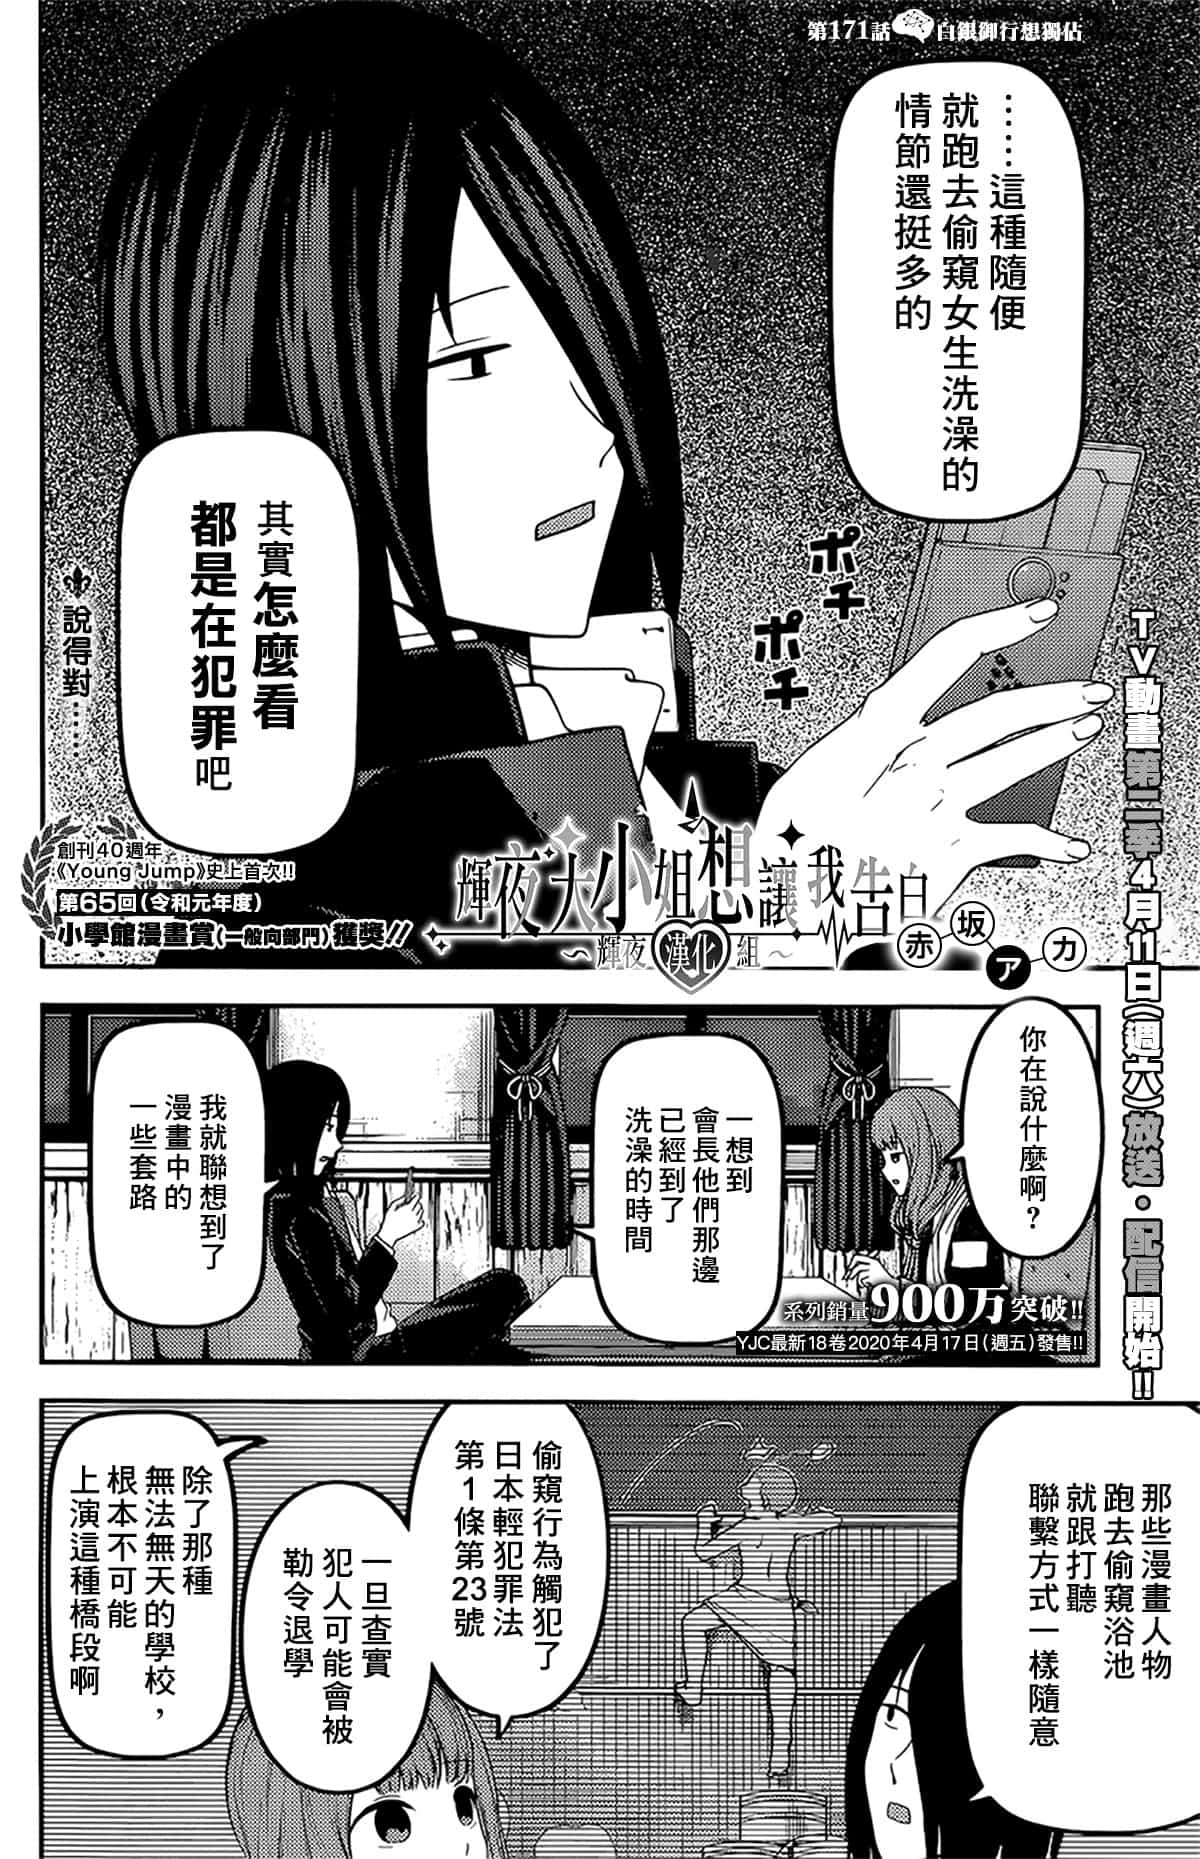 第171話 白銀御行想獨佔
……這種隨便
就跑去偷窺女生洗澡的
情節還挺多的
ポチ
ポチ
其實怎麼看
都是在犯罪吧
說得對……
TV動畫第二季4月11日(週六)放送・配信開始!!
創刊40週年
《Young Jump》史上首次!!
第65回(令和元年度)
小學館漫畫賞(一般向部門)獲獎!!
輝夜大小姐想讓我告白
~輝夜漢化組~
赤坂アカ
你在說什麼啊?
一想到
會長他們那邊
已經到了
洗澡的時間
我就聯想到了
漫畫中的
一些套路
系列銷量900万突破!!
YJC最新18卷2020年4月17日(週五)發售!!
那些漫畫人物
跑去偷窺浴池
就跟打聽
聯繫方式一樣隨意
偷窺行為觸犯了
日本輕犯罪法
第1條第23號
一旦查實
犯人可能會被
勒令退學
除了那種
無法無天的學校，
根本不可能
上演這種橋段啊